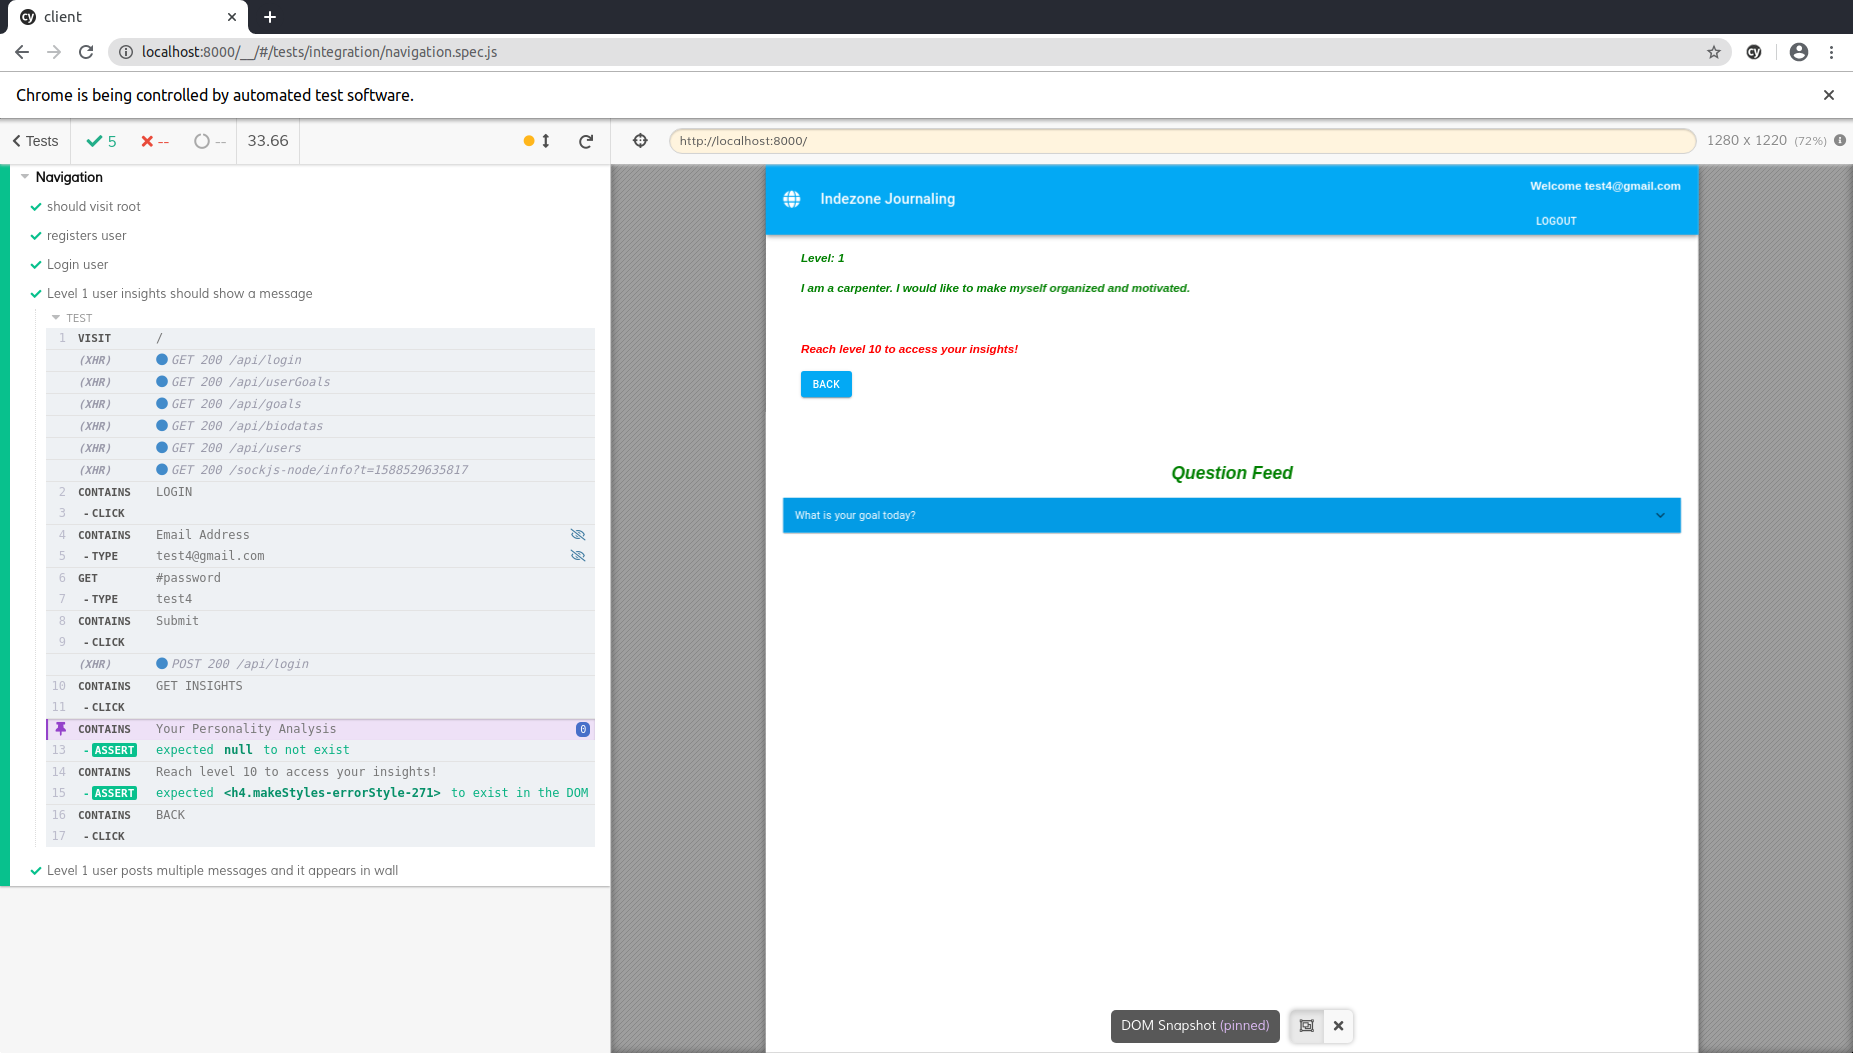 client
localhost:8000/__/#/tests/integration/navigation.spec.js
Chrome is being controlled by automated test software.
Tests 5 -- -- 33.66
http://localhost:8000/ 1280 x 1220 (72%)
Navigation
should visit root
registers user
Login user
Level 1 user insights should show a message
TEST
1 VISIT /
(XHR) GET 200 /api/login
(XHR) GET 200 /api/userGoals
(XHR) GET 200 /api/goals
(XHR) GET 200 /api/biodatas
(XHR) GET 200 /api/users
(XHR) GET 200 /sockjs-node/info?t=1588529635817
2 CONTAINS LOGIN
3 - CLICK
4 CONTAINS Email Address
5 - TYPE test4@gmail.com
6 GET #password
7 - TYPE test4
8 CONTAINS Submit
9 - CLICK
(XHR) POST 200 /api/login
10 CONTAINS GET INSIGHTS
11 - CLICK
CONTAINS Your Personality Analysis 0
13 - ASSERT expected null to not exist
14 CONTAINS Reach level 10 to access your insights!
15 - ASSERT expected <h4.makeStyles-errorStyle-271> to exist in the DOM
16 CONTAINS BACK
17 - CLICK
Level 1 user posts multiple messages and it appears in wall
Indezone Journaling
Welcome test4@gmail.com
LOGOUT
Level: 1
I am a carpenter. I would like to make myself organized and motivated.
Reach level 10 to access your insights!
BACK
Question Feed
What is your goal today?
DOM Snapshot (pinned)